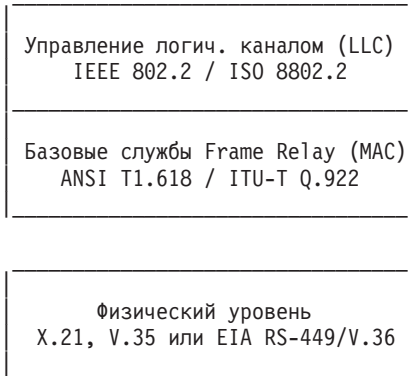 Управление логич. каналом (LLC)
IEEE 802.2 / ISO 8802.2
Базовые службы Frame Relay (MAC)
ANSI T1.618 / ITU-T Q.922
Физический уровень
X.21, V.35 или EIA RS-449/V.36